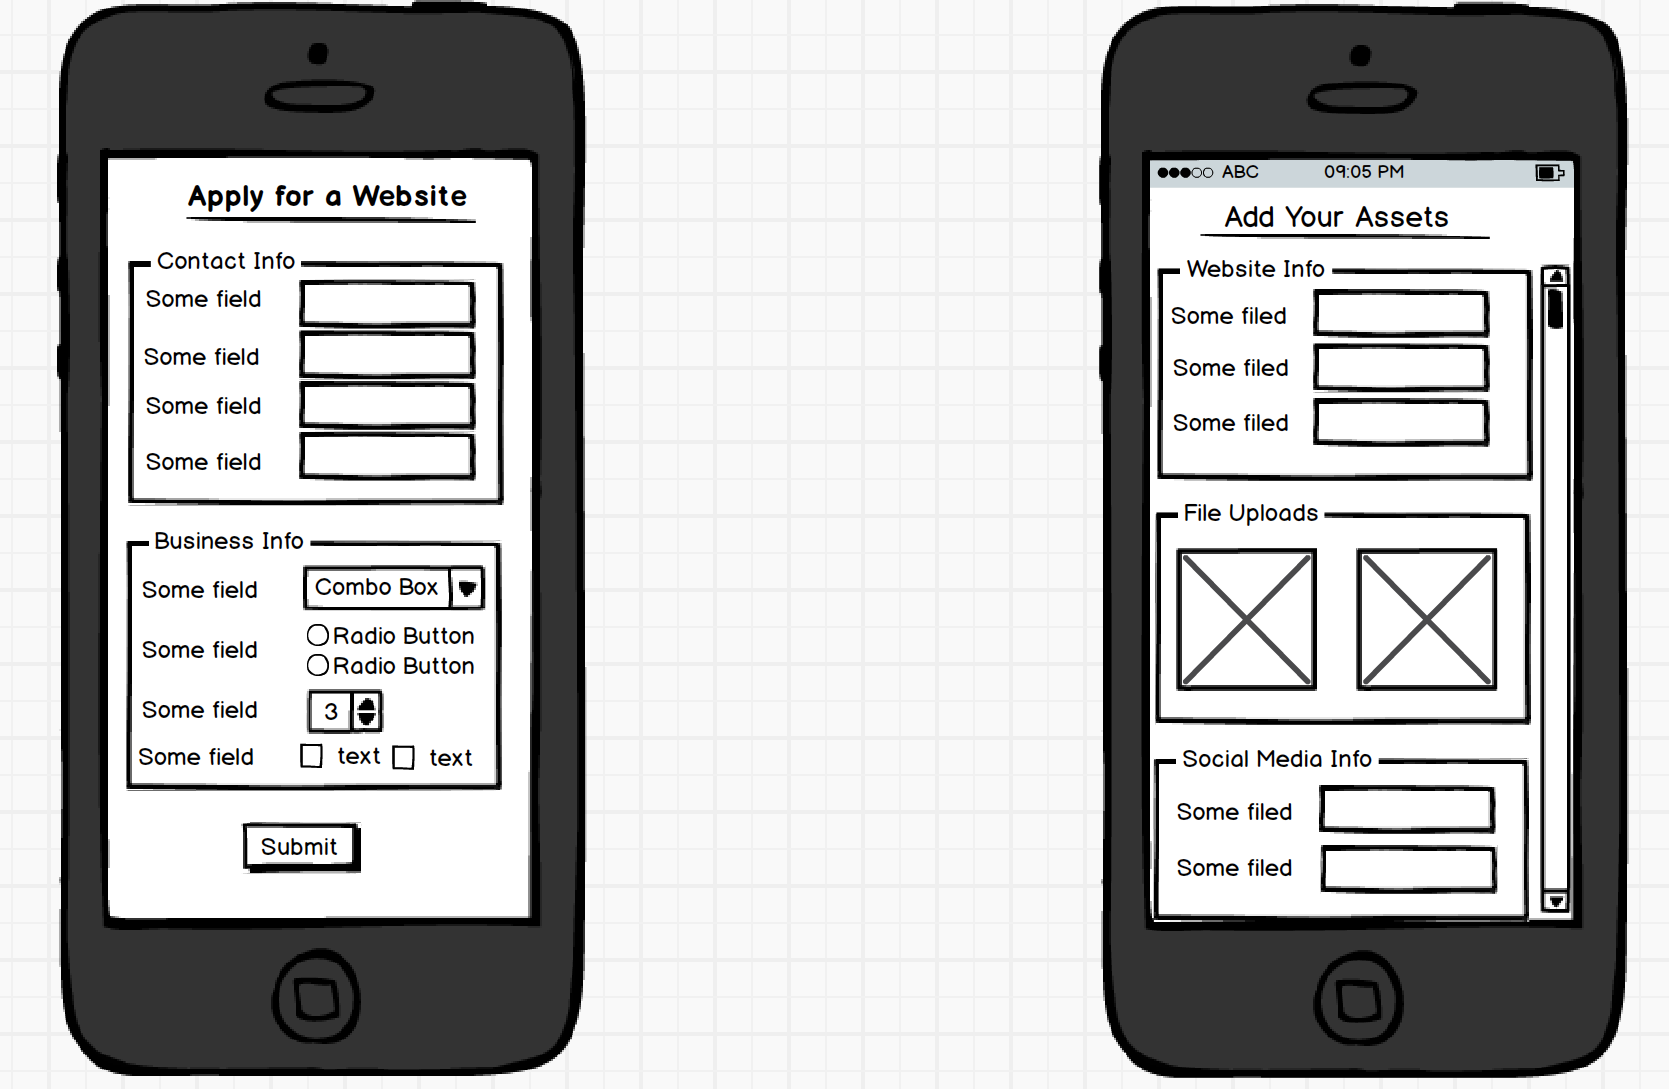 Apply for a Website
Contact Info
Some field
Some field
Some field
Some field
Business Info
Some field Combo Box
Some field Radio Button
Radio Button
Some field 3
Some field text text
Submit
ABC 09:05 PM
Add Your Assets
Website Info
Some filed
Some filed
Some filed
File Uploads
Social Media Info
Some filed
Some filed